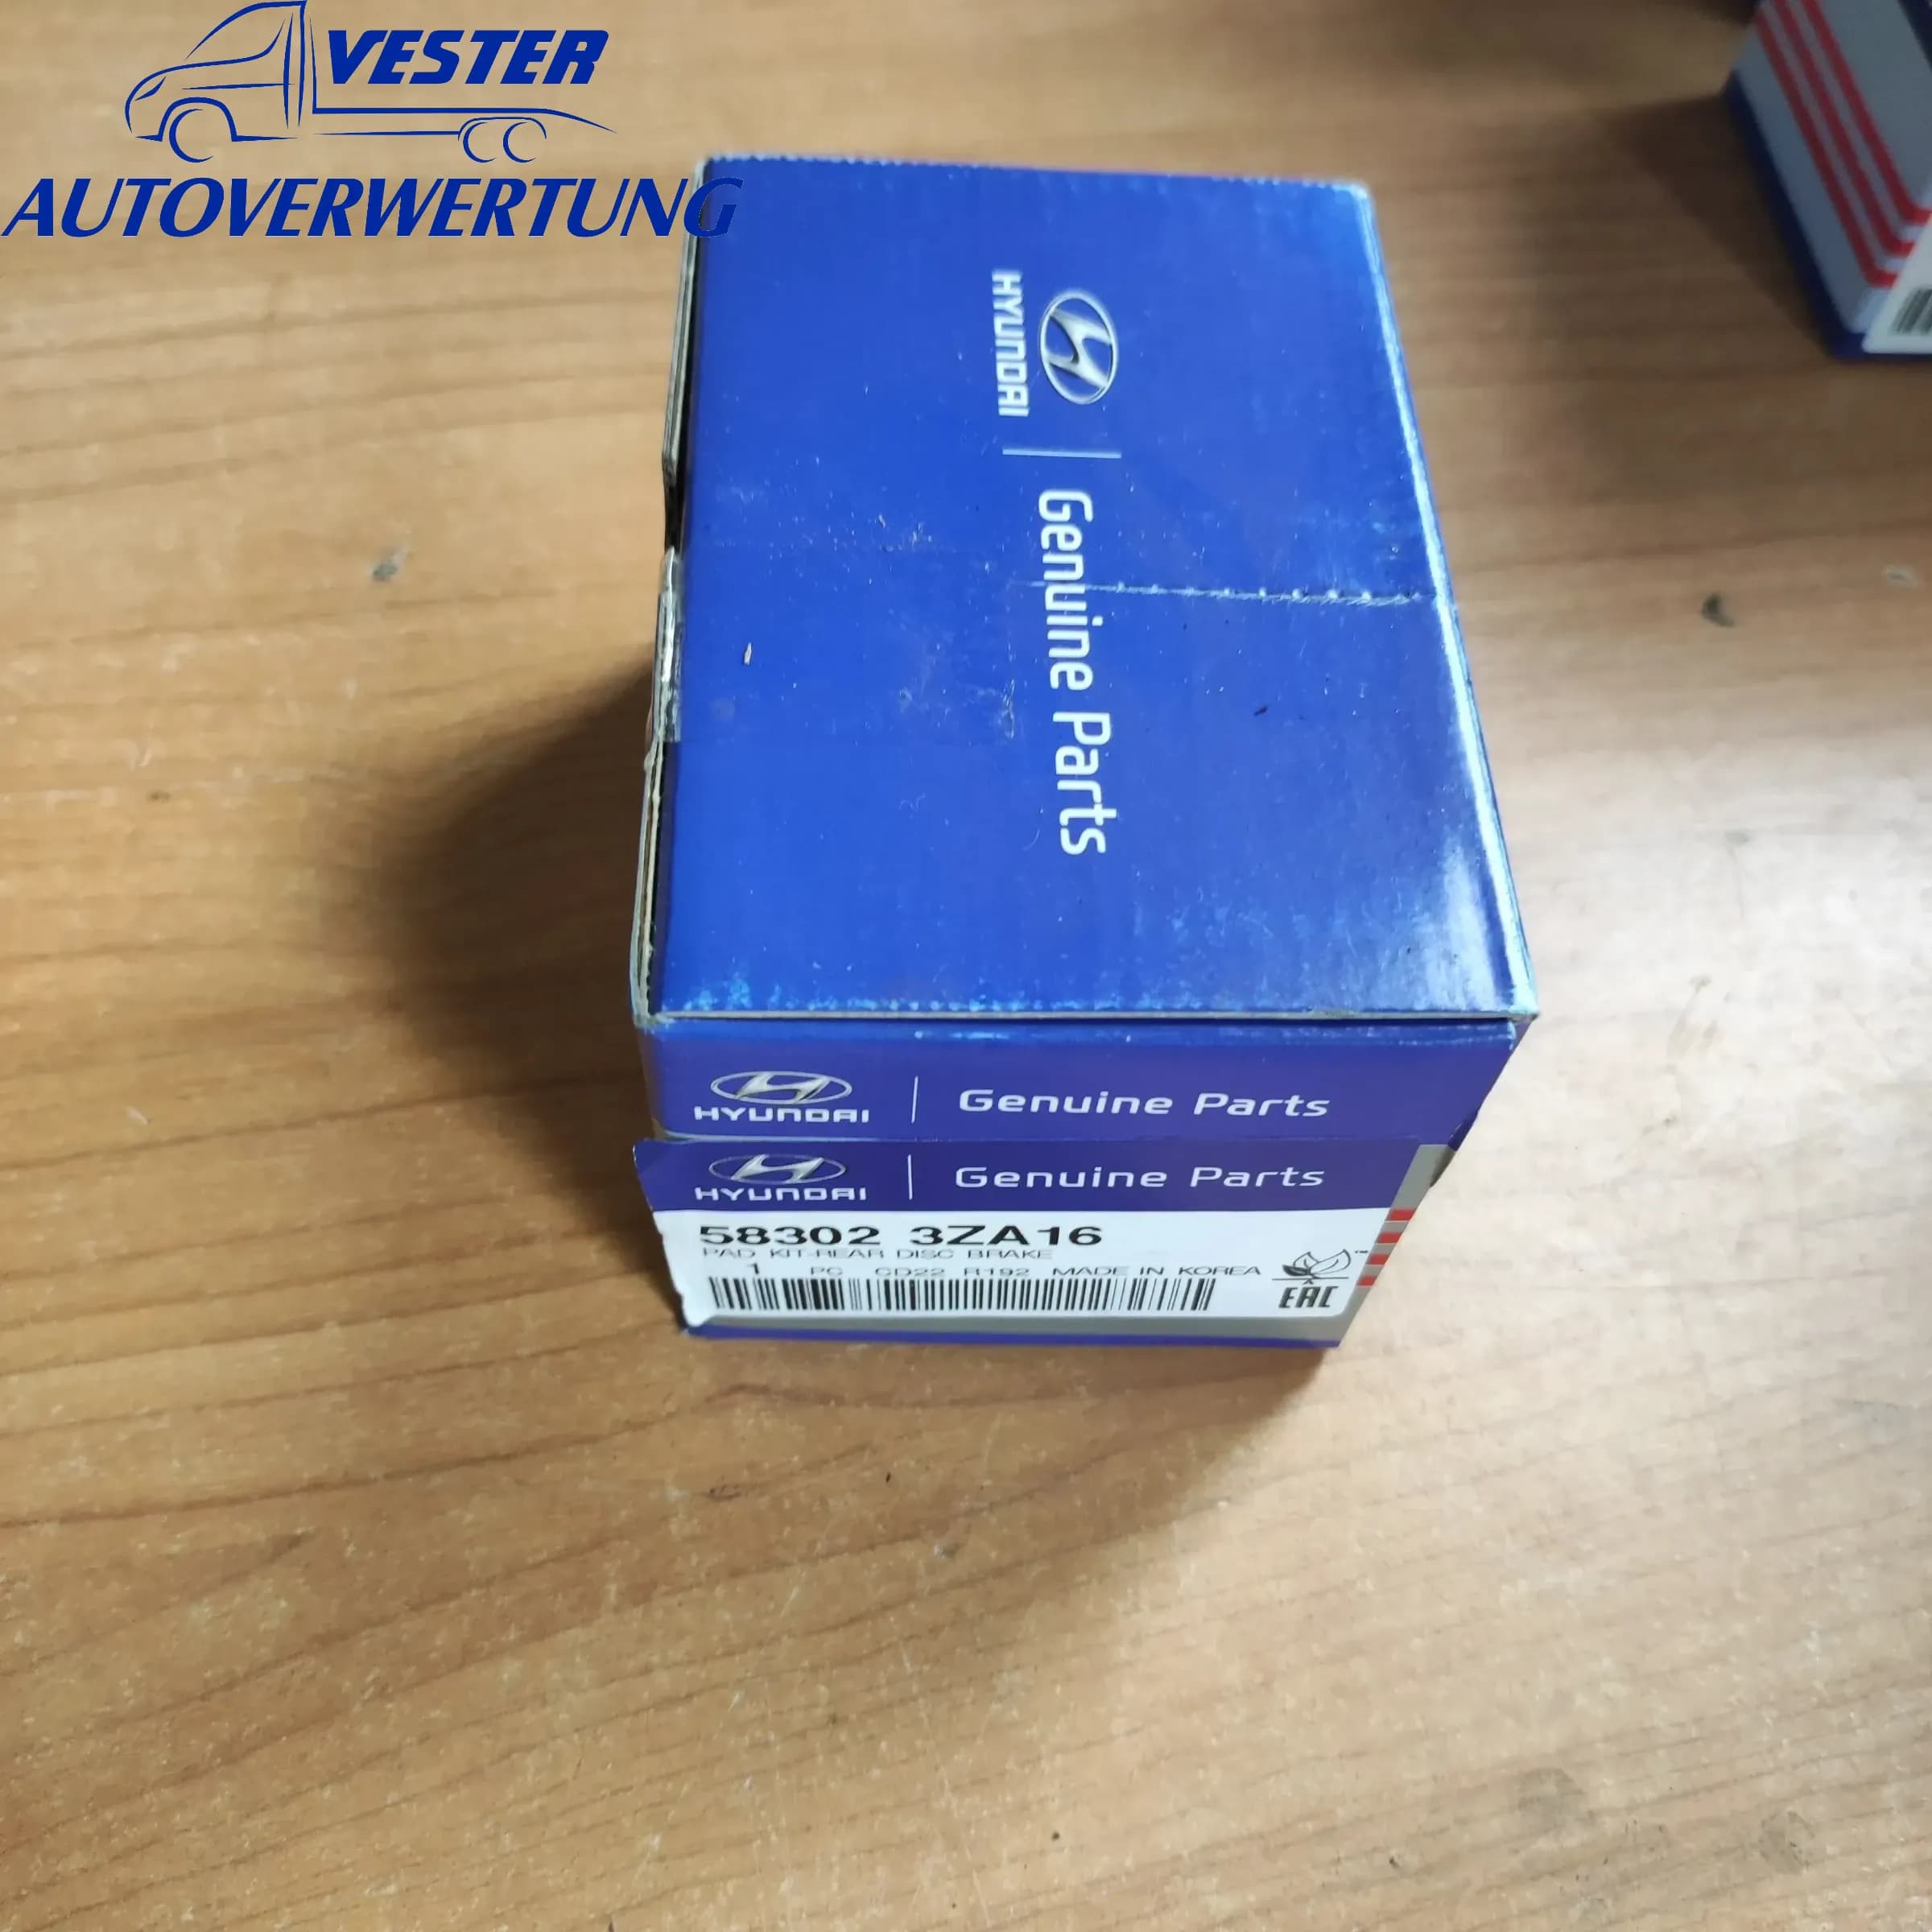 VESTER
AUTOVERWERTUNG
HYUNDAI
Genuine Parts
HYUNDAI
Genuine Parts
HYUNDAI
Genuine Parts
58302 3ZA16
PAD KIT-REAR DISC BRAKE
1 PC CD22 R192 MADE IN KOREA
EAC